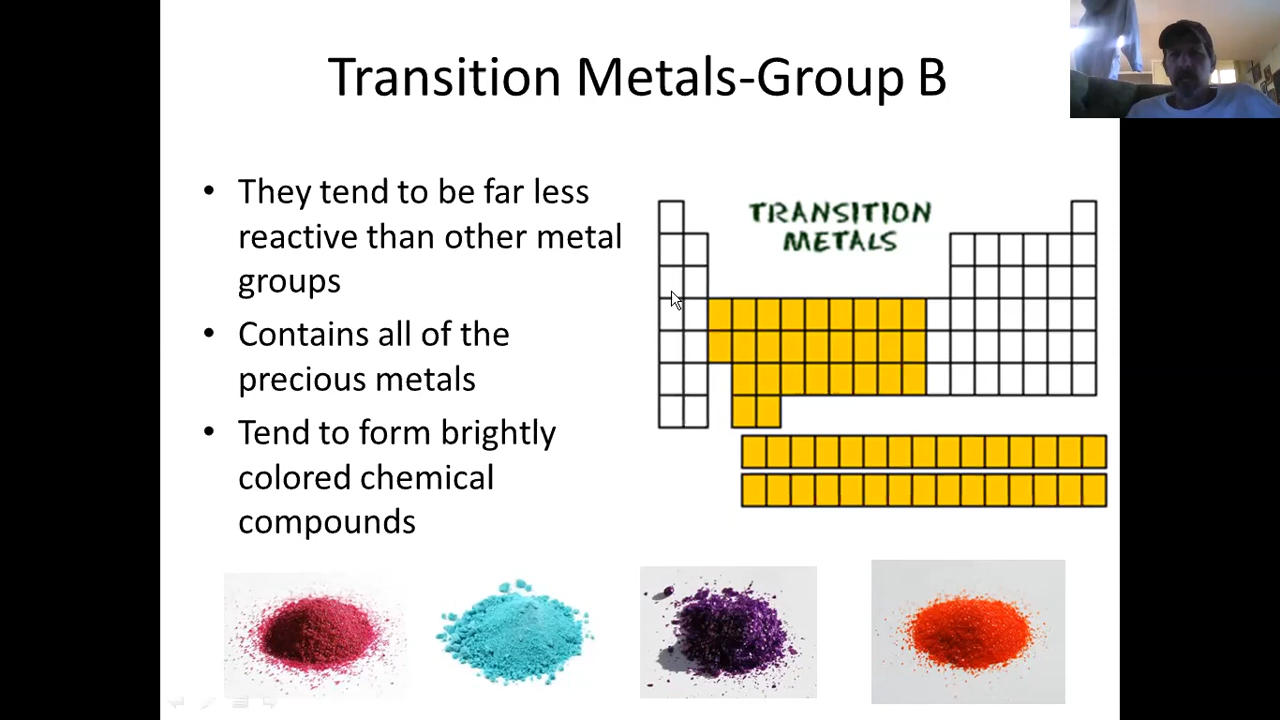 Transition Metals-Group B
• They tend to be far less
reactive than other metal
groups
• Contains all of the
precious metals
• Tend to form brightly
colored chemical
compounds
TRANSITION
METALS